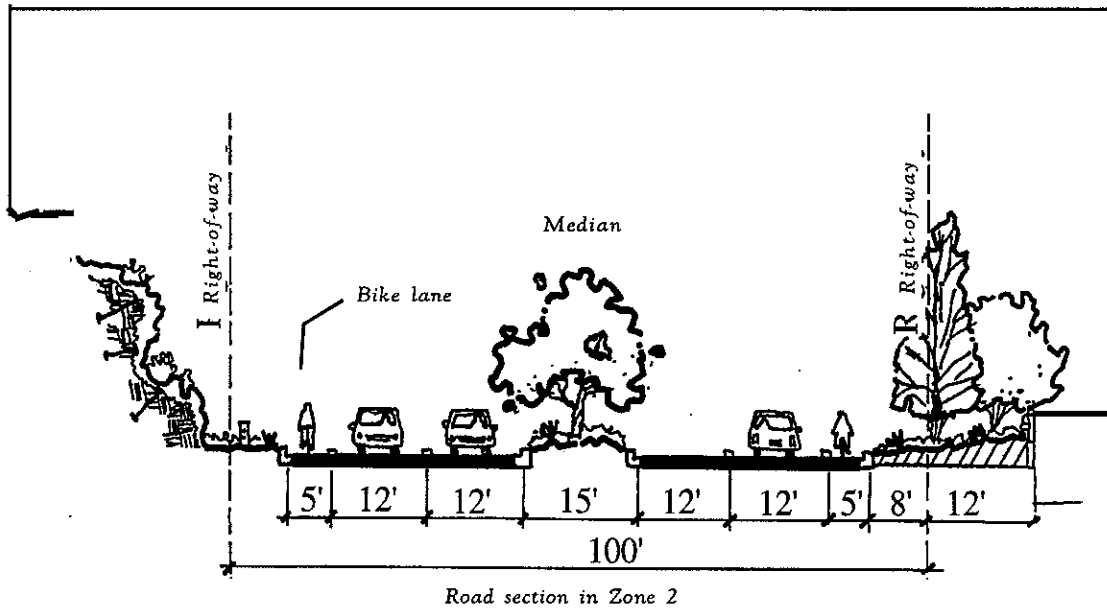 Median
I Right-of-way
R Right-of-way
Bike lane
5' 12' 12' 15' 12' 12' 5' 8' 12'
100'
Road section in Zone 2